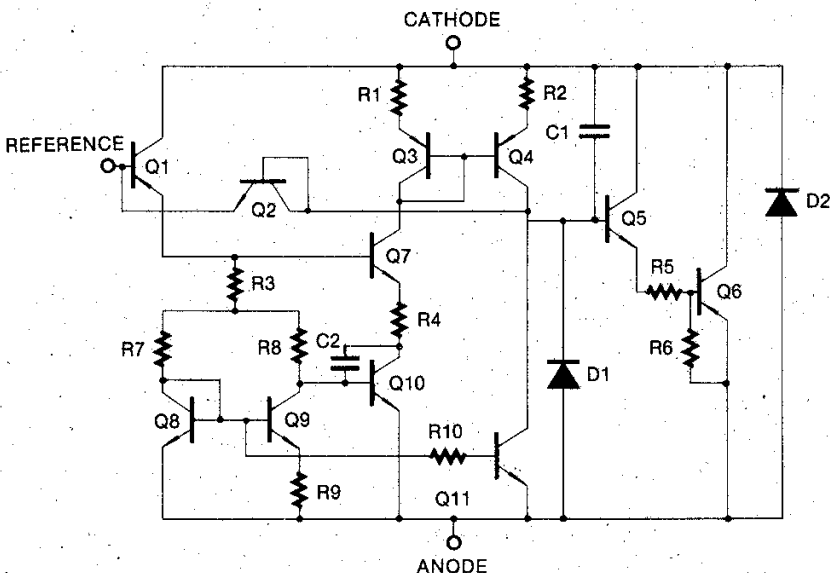 CATHODE
R1
R2
C1
REFERENCE
Q1
Q3
Q4
Q2
Q5
D2
Q7
R3
R5
Q6
R4
R7
R8
C2
R6
D1
Q10
Q8
Q9
R10
R9
Q11
ANODE